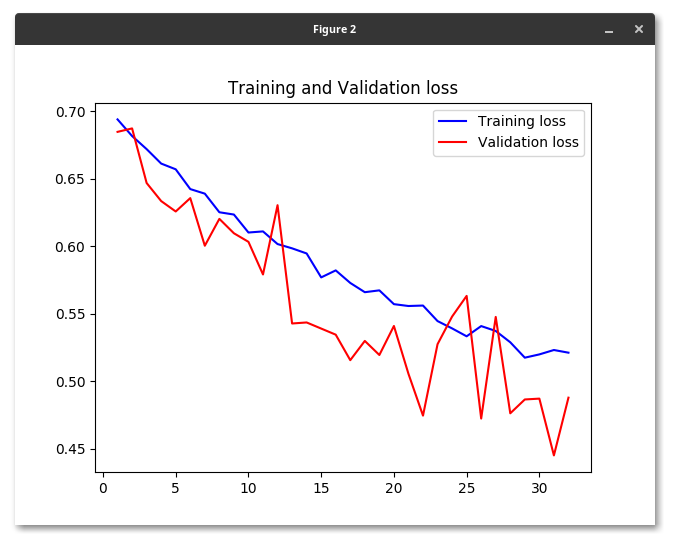 Figure 2
Training and Validation loss
0.70
Training loss
Validation loss
0.65
0.60
0.55
0.50
0.45
0 5 10 15 20 25 30